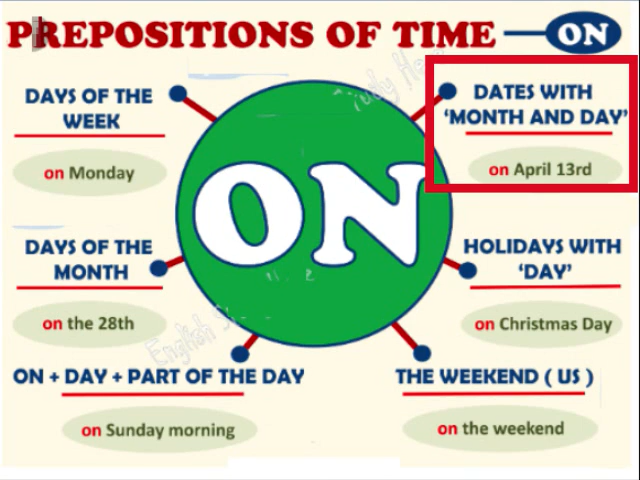 PREPOSITIONS OF TIME ON
DAYS OF THE
WEEK
on Monday
DATES WITH
'MONTH AND DAY'
on April 13rd
ON
DAYS OF THE
MONTH
on the 28th
HOLIDAYS WITH
'DAY'
on Christmas Day
English
ON + DAY + PART OF THE DAY
on Sunday morning
THE WEEKEND ( US )
on the weekend